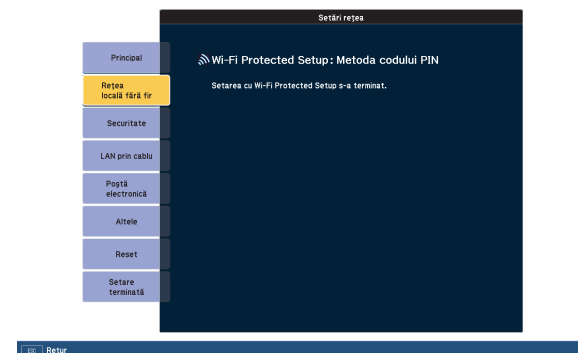 Setări rețea
Principal
Rețea
locală fără fir
Securitate
LAN prin cablu
Poștă
electronică
Altele
Reset
Setare
terminată
Wi-Fi Protected Setup: Metoda codului PIN
Setarea cu Wi-Fi Protected Setup s-a terminat.
ESC Retur